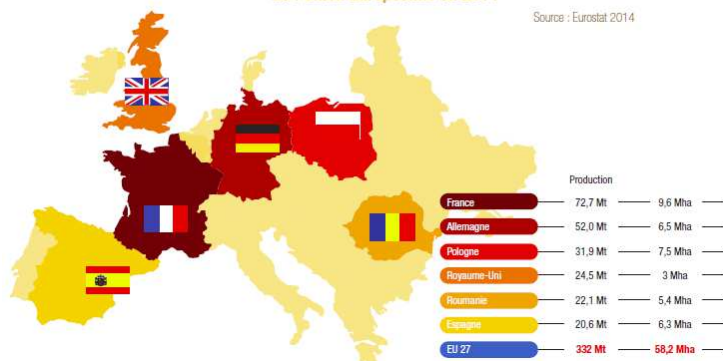 Source : Eurostat 2014
Production
France 72,7 Mt 9,6 Mha
Allemagne 52,0 Mt 6,5 Mha
Pologne 31,9 Mt 7,5 Mha
Royaume-Uni 24,5 Mt 3 Mha
Roumanie 22,1 Mt 5,4 Mha
Espagne 20,6 Mt 6,3 Mha
EU 27 332 Mt 58,2 Mha